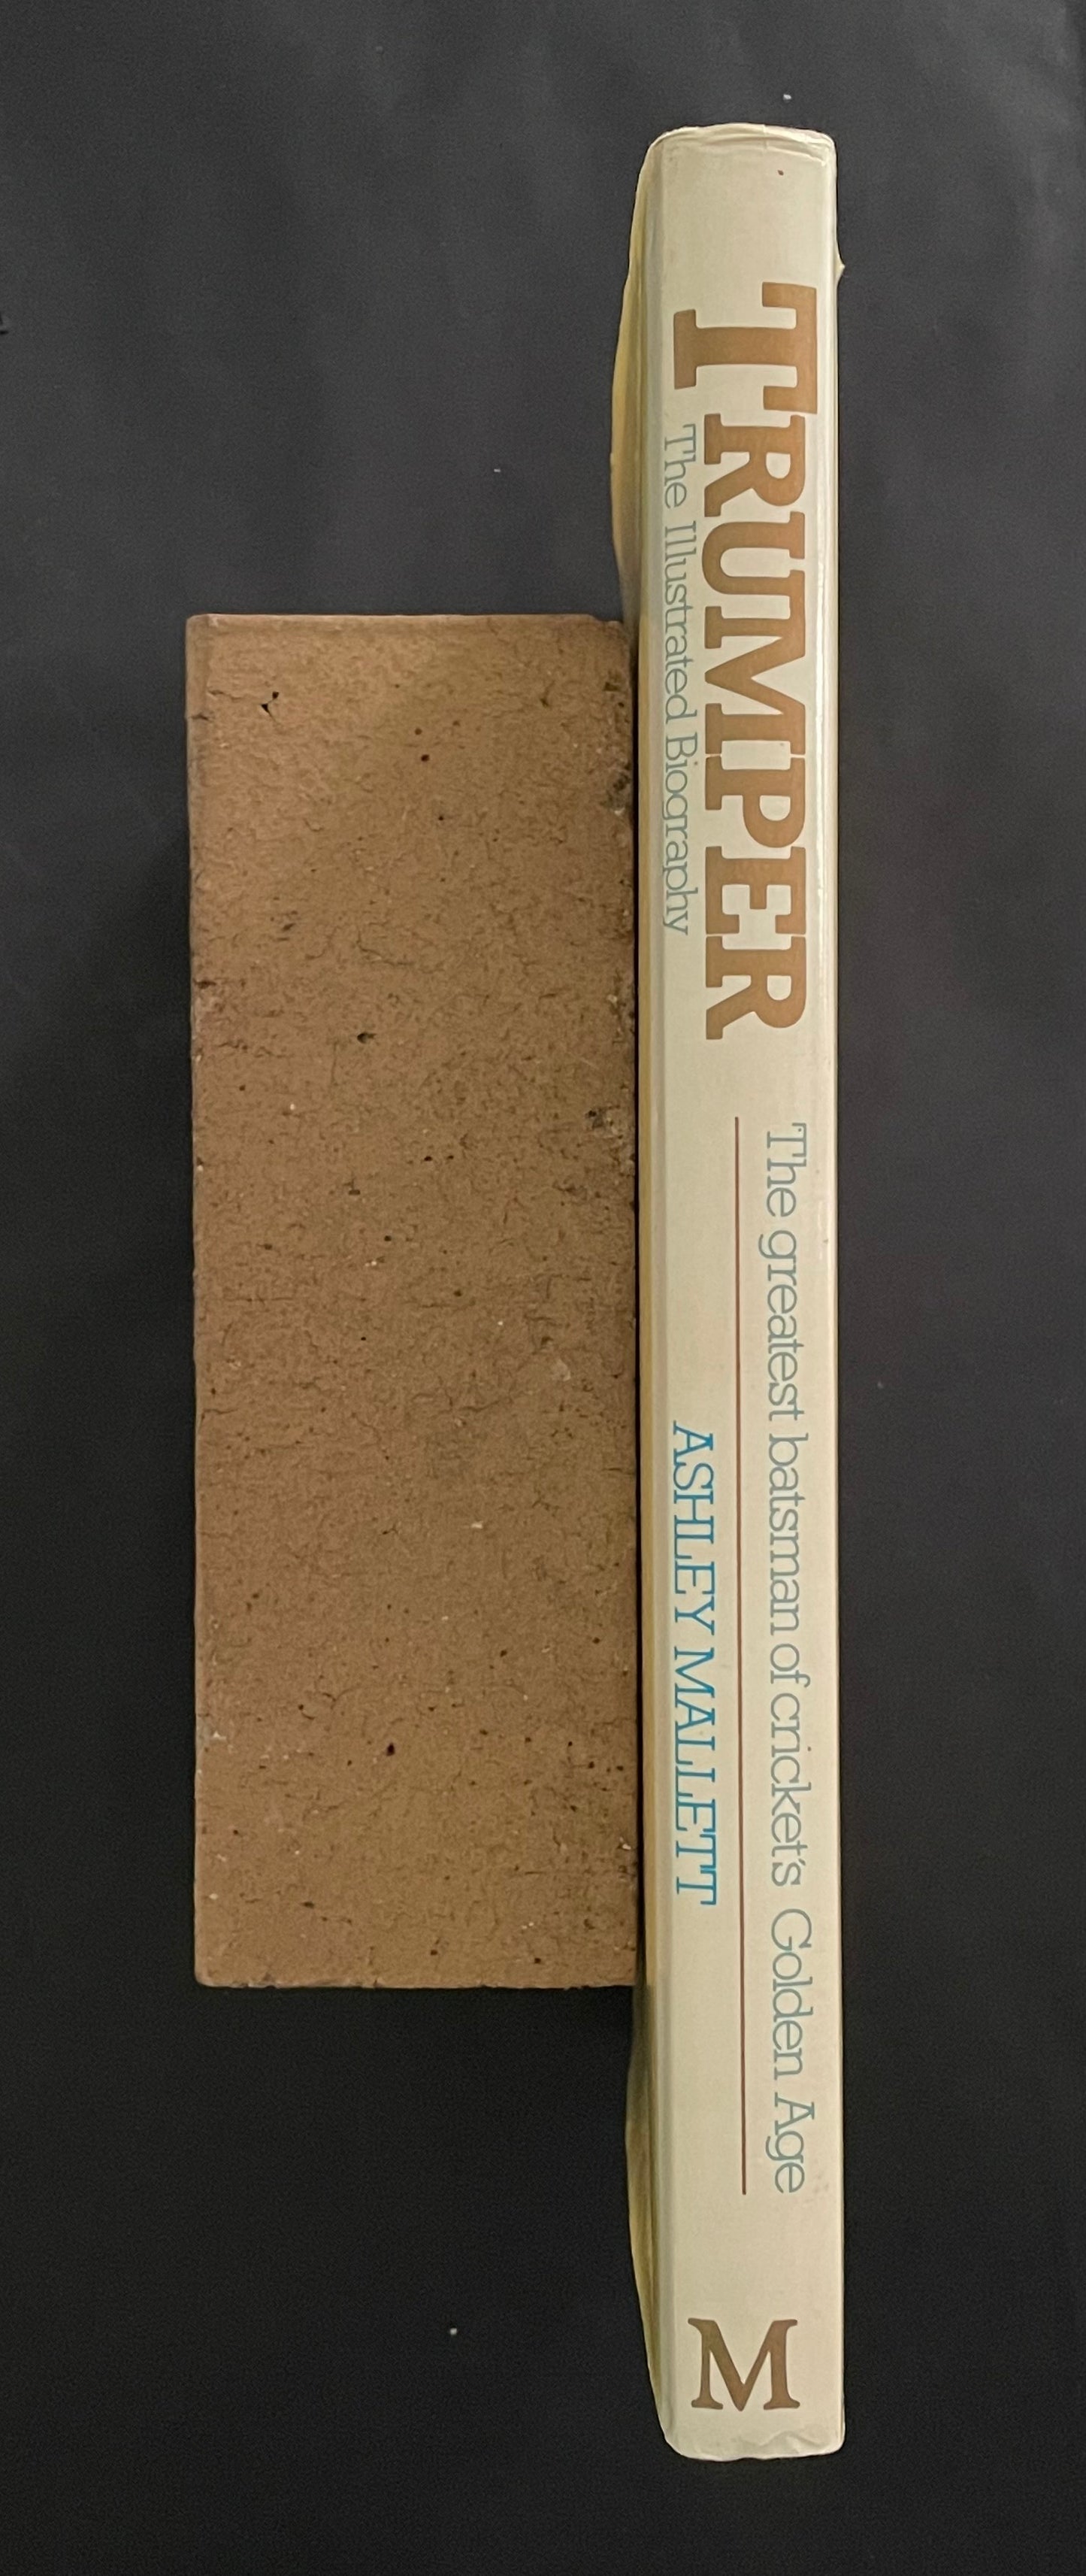 TRUMPER
The Illustrated Biography
The greatest batsman of cricket's Golden Age
ASHLEY MALLETT
M